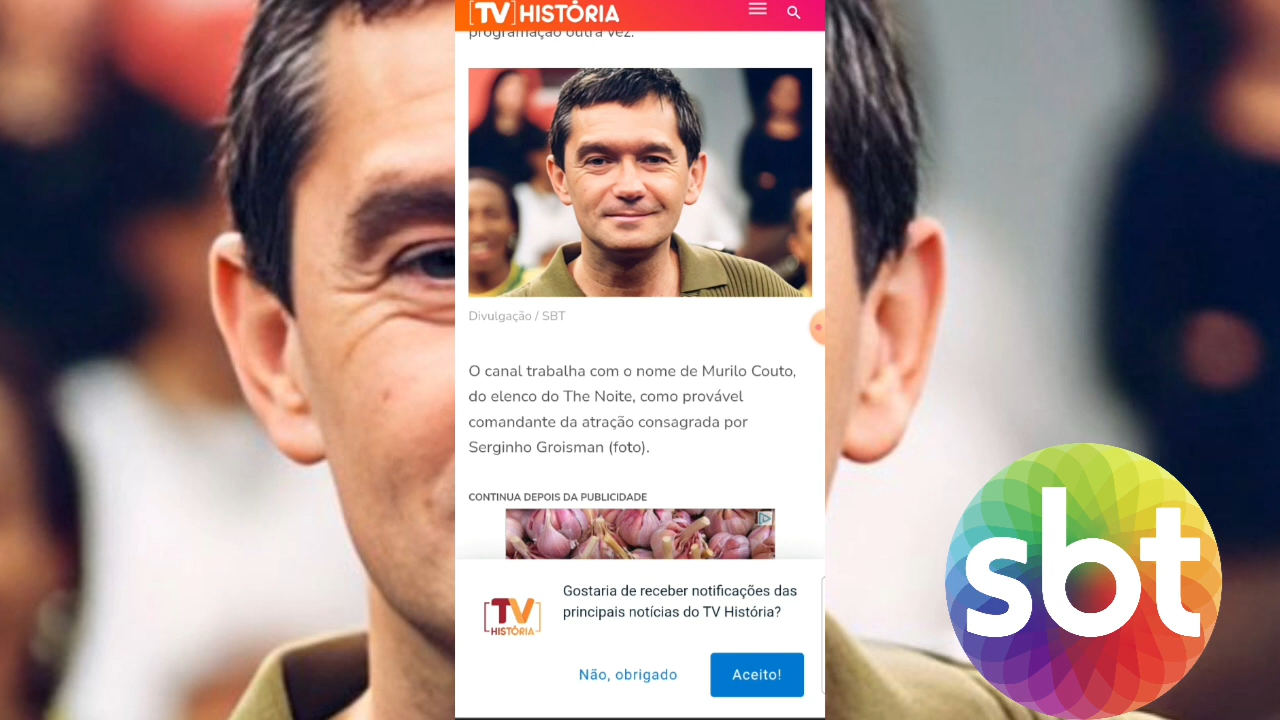 [TV] HISTÓRIA
programação outra vez.
Divulgação / SBT
O canal trabalha com o nome de Murilo Couto,
do elenco do The Noite, como provável
comandante da atração consagrada por
Serginho Groisman (foto).
CONTINUA DEPOIS DA PUBLICIDADE
Gostaria de receber notificações das
principais notícias do TV História?
[TV]
HISTÓRIA
Não, obrigado
Aceito!
sbt